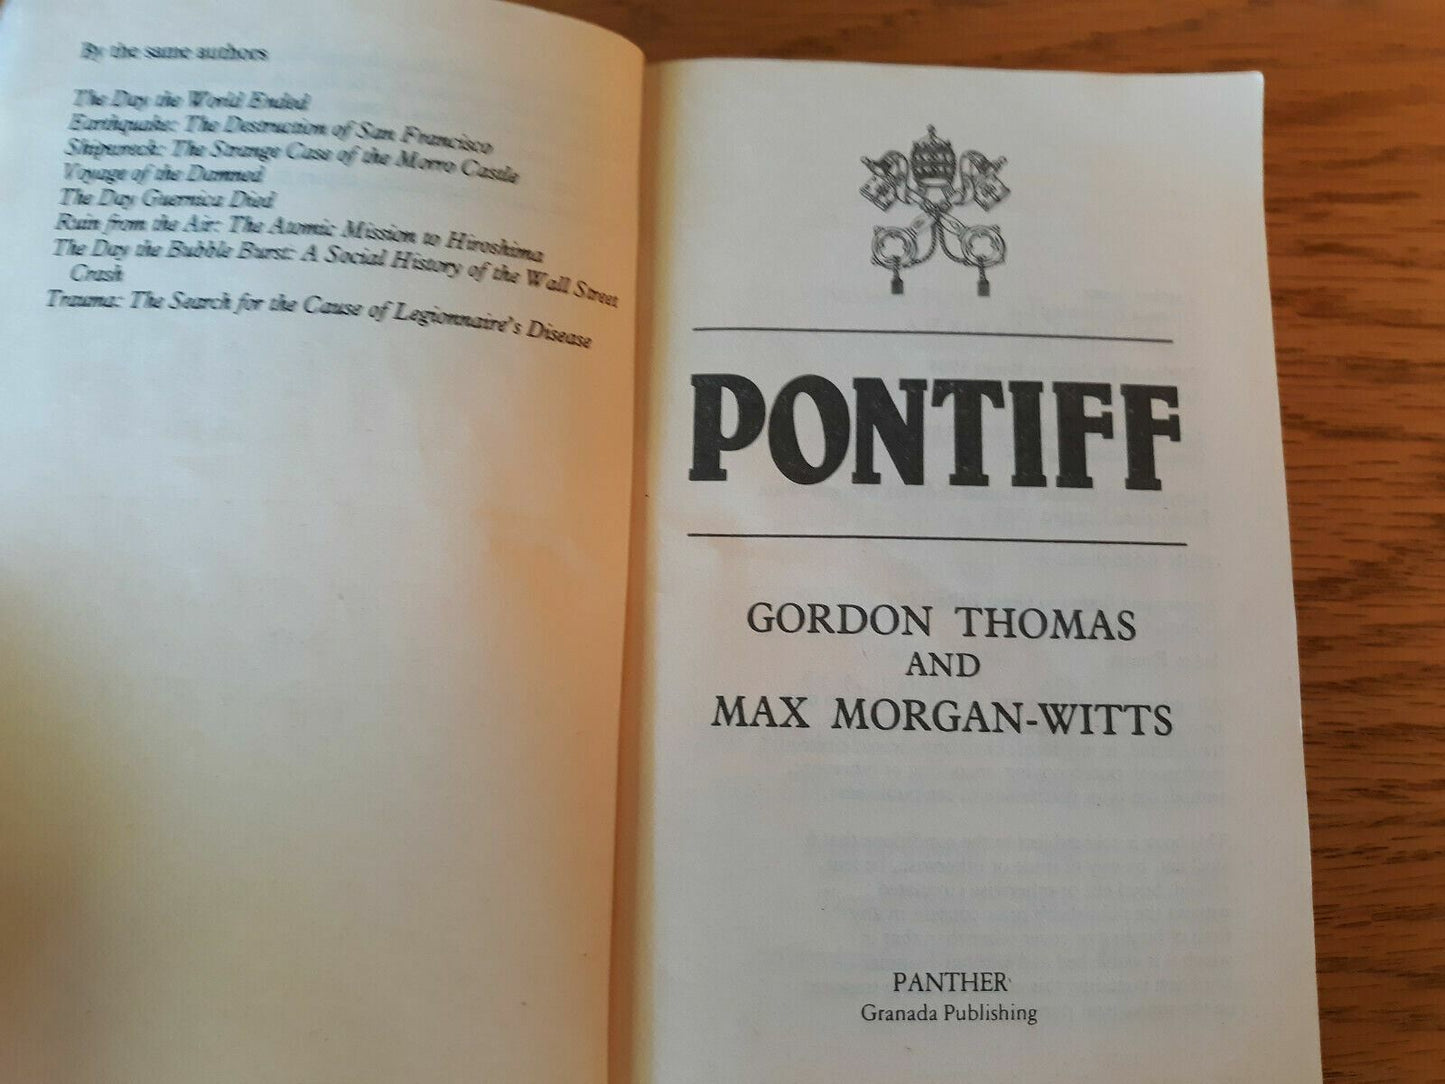 By the same authors
The Day the World Ended
Earthquake: The Destruction of San Francisco
Shipwreck: The Strange Case of the Morro Castle
Voyage of the Damned
The Day Guernica Died
Ruin from the Air: The Atomic Mission to Hiroshima
The Day the Bubble Burst: A Social History of the Wall Street
Crash
Trauma: The Search for the Cause of Legionnaire's Disease
PONTIFF
GORDON THOMAS
AND
MAX MORGAN-WITTS
PANTHER
Granada Publishing